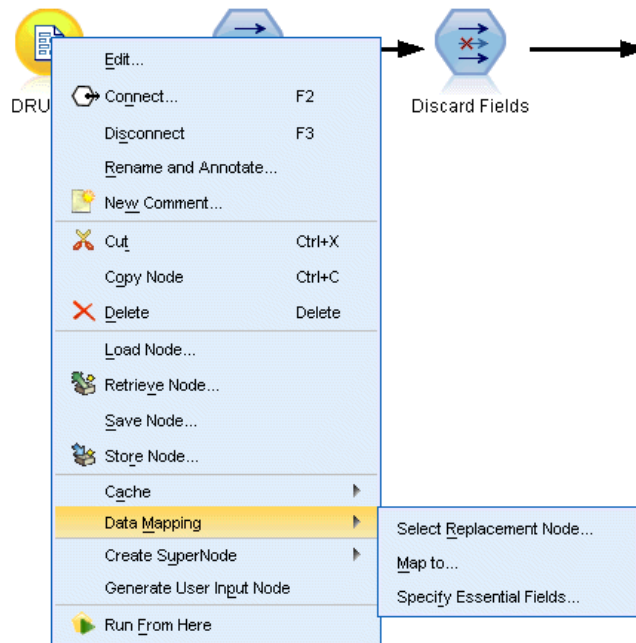 DRU
Discard Fields
Edit...
Connect... F2
Disconnect F3
Rename and Annotate...
New Comment...
Cut Ctrl+X
Copy Node Ctrl+C
Delete Delete
Load Node...
Retrieve Node...
Save Node...
Store Node...
Cache
Data Mapping
Create SuperNode
Generate User Input Node
Run From Here
Select Replacement Node...
Map to...
Specify Essential Fields...